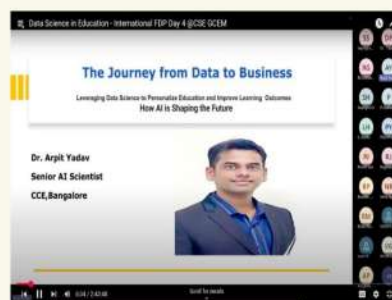 Data Science in Education - International FDP Day 4 @CSE GCEM
The Journey from Data to Business
Leveraging Data Science to Personalize Education and Improve Learning Outcomes
How AI is Shaping the Future
Dr. Arpit Yadav
Senior AI Scientist
CCE,Bangalore
Scroll for details